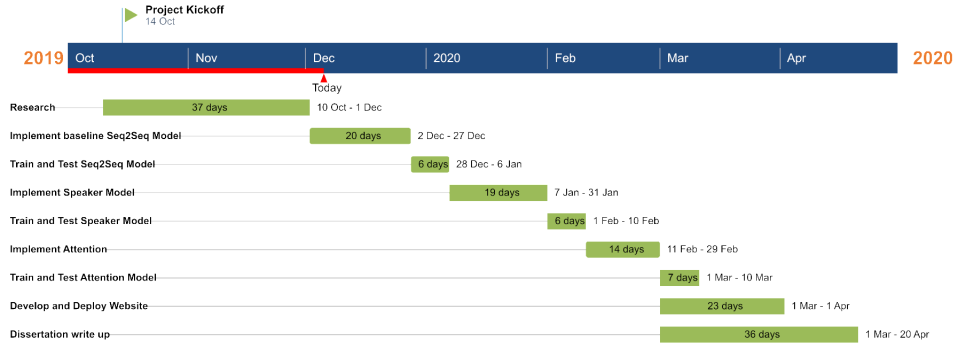 Project Kickoff
14 Oct
2019 Oct Nov Dec 2020 Feb Mar Apr 2020
Today
Research 37 days 10 Oct - 1 Dec
Implement baseline Seq2Seq Model 20 days 2 Dec - 27 Dec
Train and Test Seq2Seq Model 6 days 28 Dec - 6 Jan
Implement Speaker Model 19 days 7 Jan - 31 Jan
Train and Test Speaker Model 6 days 1 Feb - 10 Feb
Implement Attention 14 days 11 Feb - 29 Feb
Train and Test Attention Model 7 days 1 Mar - 10 Mar
Develop and Deploy Website 23 days 1 Mar - 1 Apr
Dissertation write up 36 days 1 Mar - 20 Apr